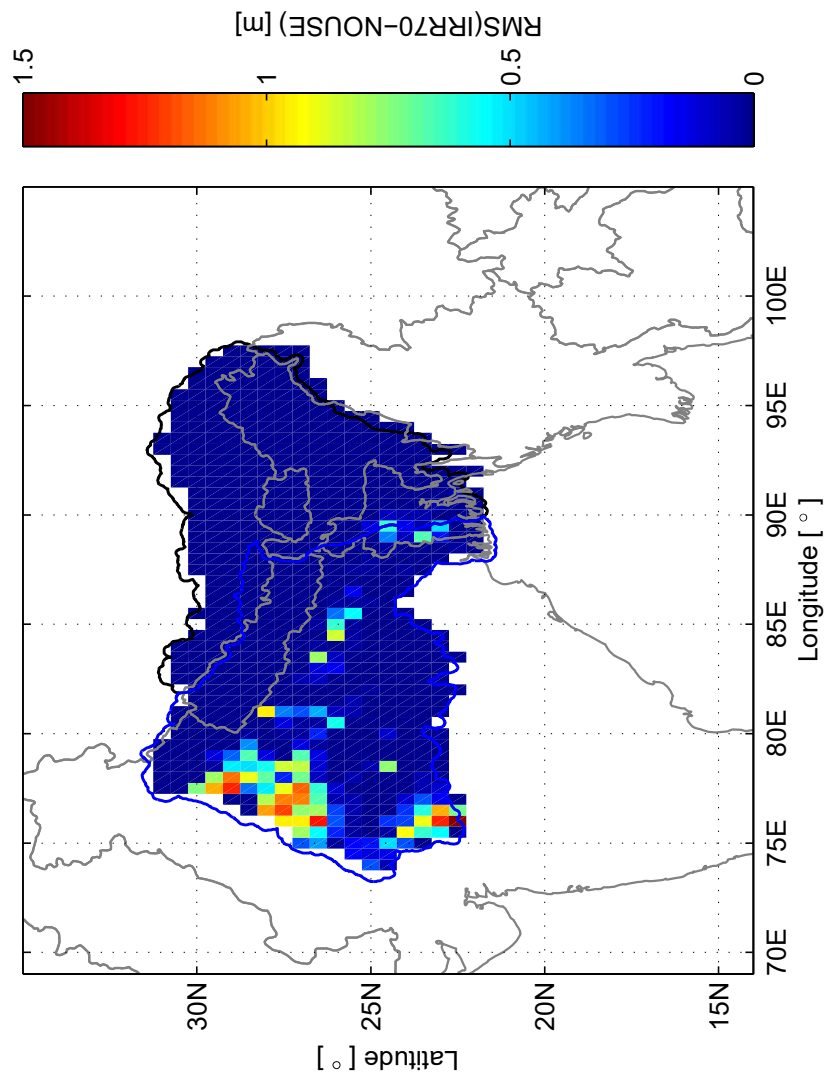 RMS(IRR70−NOUSE) [m]
0
0.5
1
1.5
30N
25N
20N
15N
Latitude [ ° ]
70E
75E
80E
85E
90E
95E
100E
Longitude [ ° ]